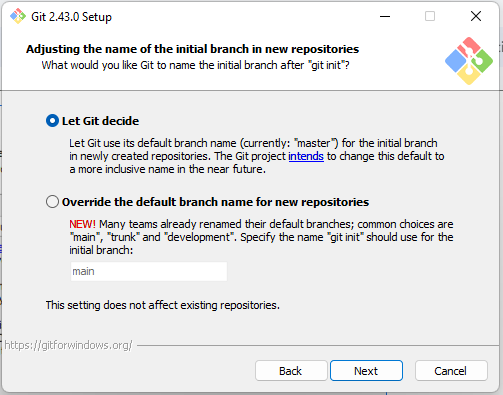 Git 2.43.0 Setup
Adjusting the name of the initial branch in new repositories
What would you like Git to name the initial branch after "git init"?
Let Git decide
Let Git use its default branch name (currently: "master") for the initial branch
in newly created repositories. The Git project intends to change this default to
a more inclusive name in the near future.
Override the default branch name for new repositories
NEW! Many teams already renamed their default branches; common choices are
"main", "trunk" and "development". Specify the name "git init" should use for the
initial branch:
main
This setting does not affect existing repositories.
https://gitforwindows.org/
Back
Next
Cancel